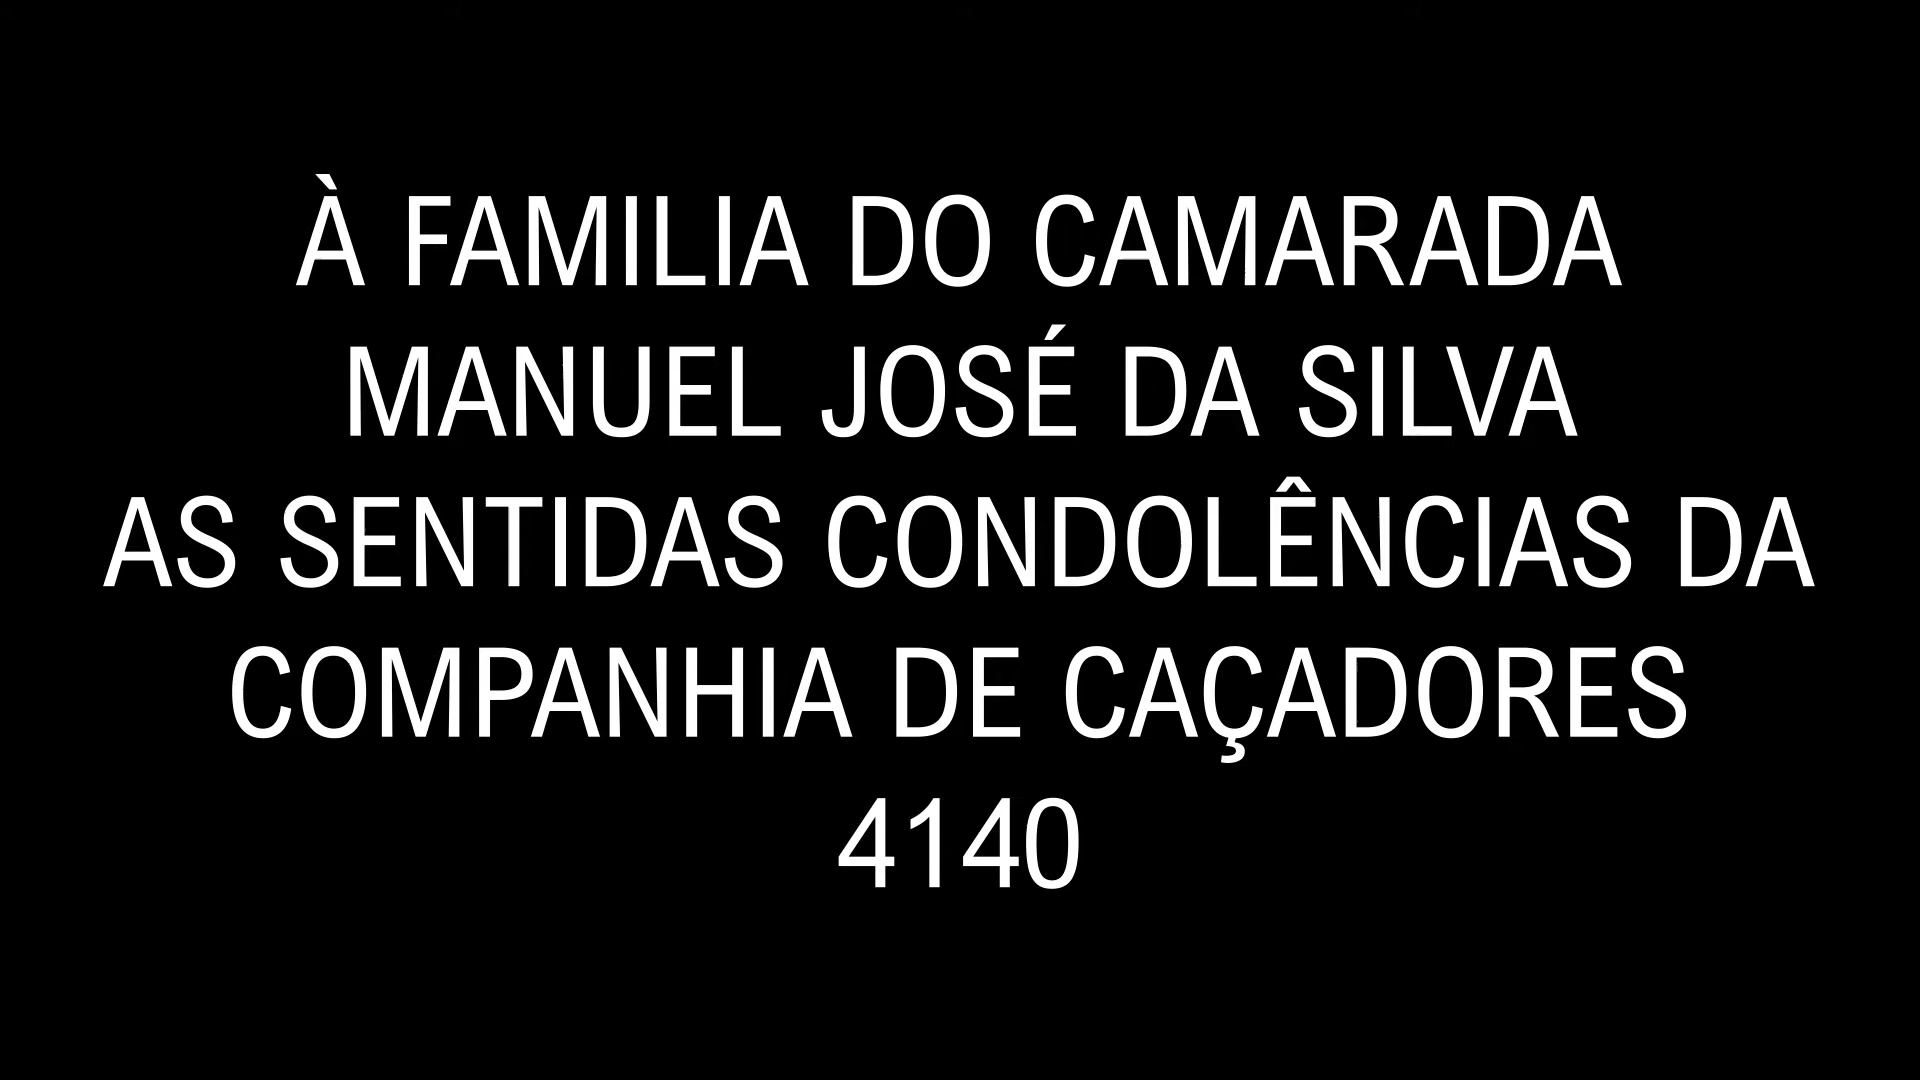 À FAMILIA DO CAMARADA
MANUEL JOSÉ DA SILVA
AS SENTIDAS CONDOLÊNCIAS DA
COMPANHIA DE CAÇADORES
4140